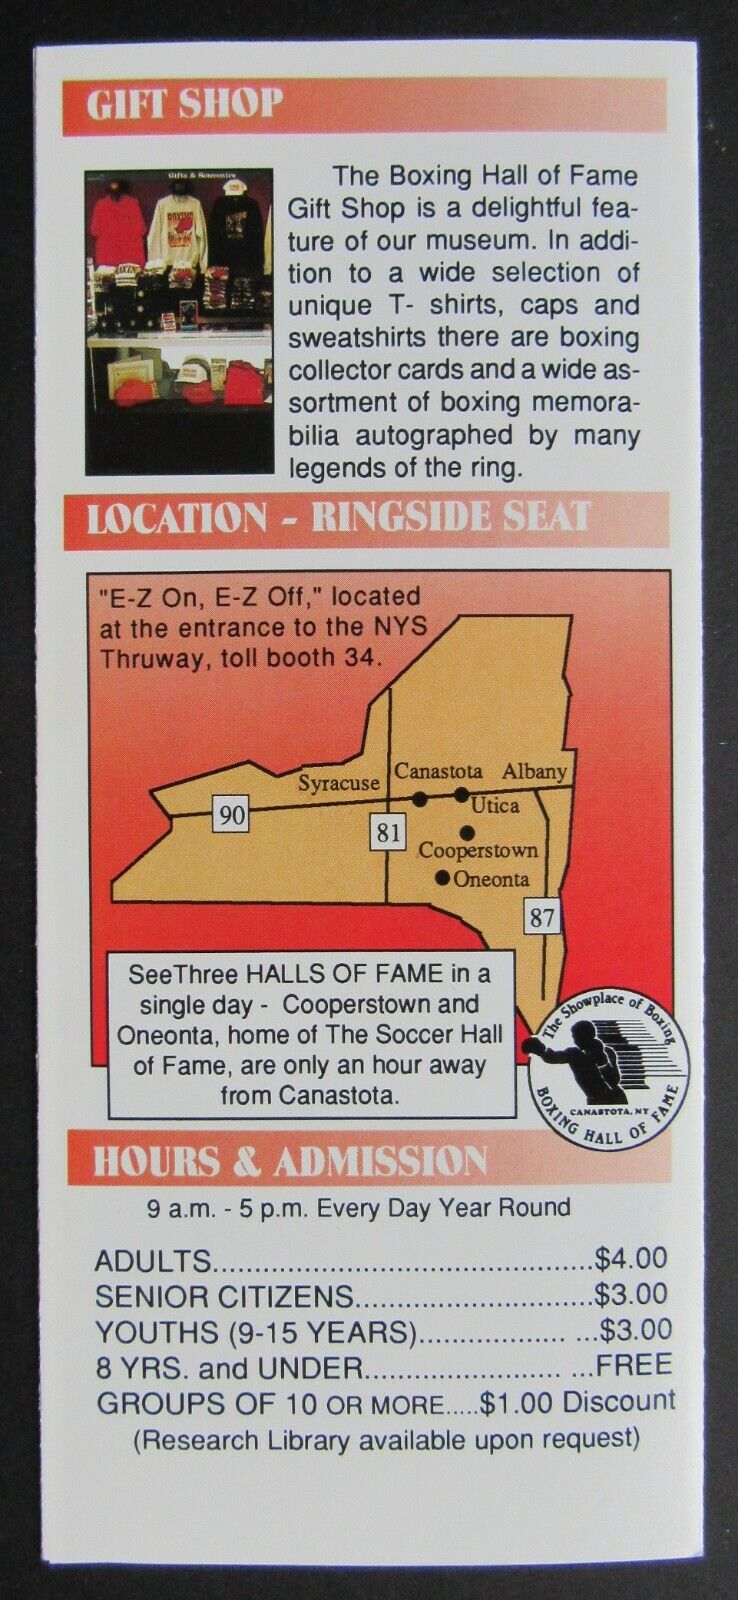 GIFT SHOP
Gifts & Souvenirs
The Boxing Hall of Fame
Gift Shop is a delightful fea-
ture of our museum. In addi-
tion to a wide selection of
unique T- shirts, caps and
sweatshirts there are boxing
collector cards and a wide as-
sortment of boxing memora-
bilia autographed by many
legends of the ring.
LOCATION - RINGSIDE SEAT
"E-Z On, E-Z Off," located
at the entrance to the NYS
Thruway, toll booth 34.
Syracuse Canastota Albany
Utica
90
81
Cooperstown
Oneonta
87
SeeThree HALLS OF FAME in a
single day - Cooperstown and
Oneonta, home of The Soccer Hall
of Fame, are only an hour away
from Canastota.
The Showplace of Boxing
CANASTOTA, NY
BOXING HALL OF FAME
HOURS & ADMISSION
9 a.m. - 5 p.m. Every Day Year Round
ADULTS................................................$4.00
SENIOR CITIZENS.............................$3.00
YOUTHS (9-15 YEARS).................. ...$3.00
8 YRS. and UNDER........................ ...FREE
GROUPS OF 10 OR MORE.....$1.00 Discount
(Research Library available upon request)